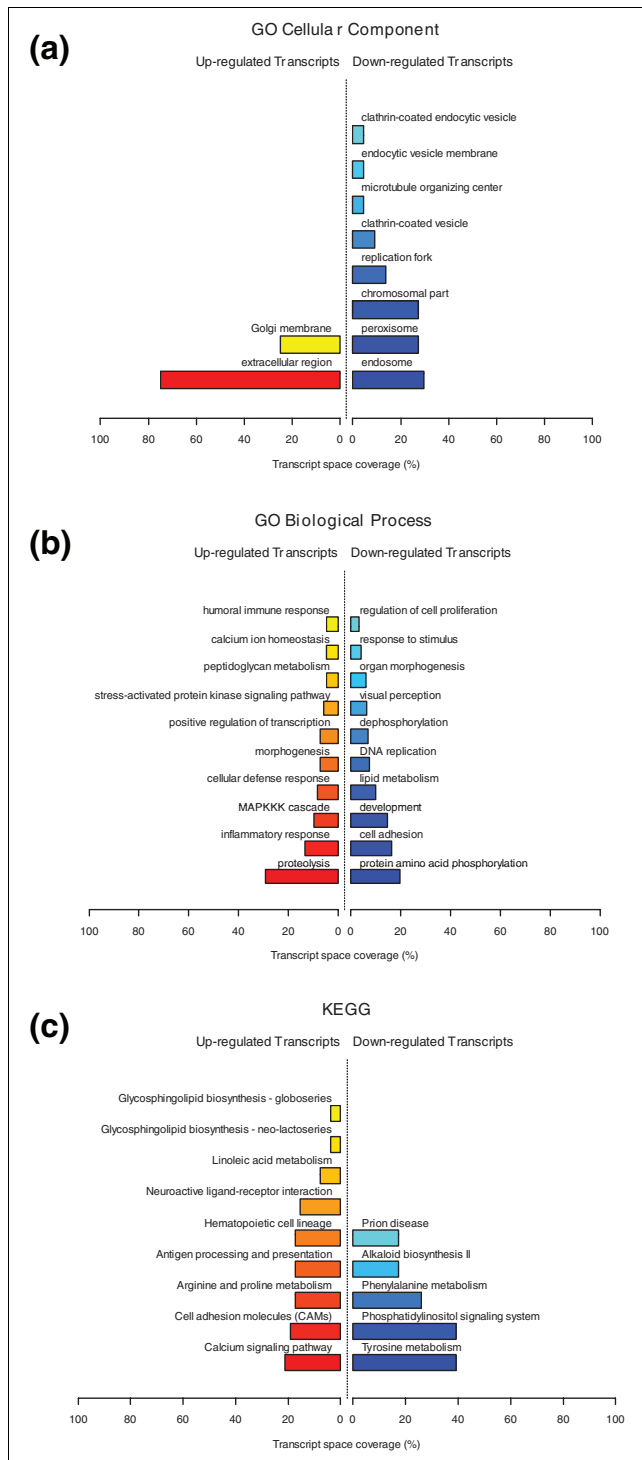 (a)
GO Cellular Component
Up-regulated Transcripts Down-regulated Transcripts
clathrin-coated endocytic vesicle
endocytic vesicle membrane
microtubule organizing center
clathrin-coated vesicle
replication fork
chromosomal part
Golgi membrane peroxisome
extracellular region endosome
100 80 60 40 20 0 0 20 40 60 80 100
Transcript space coverage (%)
(b)
GO Biological Process
Up-regulated Transcripts Down-regulated Transcripts
humoral immune response regulation of cell proliferation
calcium ion homeostasis response to stimulus
peptidoglycan metabolism organ morphogenesis
stress-activated protein kinase signaling pathway visual perception
positive regulation of transcription dephosphorylation
morphogenesis DNA replication
cellular defense response lipid metabolism
MAPKKK cascade development
inflammatory response cell adhesion
proteolysis protein amino acid phosphorylation
100 80 60 40 20 0 0 20 40 60 80 100
Transcript space coverage (%)
(c)
KEGG
Up-regulated Transcripts Down-regulated Transcripts
Glycosphingolipid biosynthesis - globoseries
Glycosphingolipid biosynthesis - neo-lactoseries
Linoleic acid metabolism
Neuroactive ligand-receptor interaction
Hematopoietic cell lineage Prion disease
Antigen processing and presentation Alkaloid biosynthesis II
Arginine and proline metabolism Phenylalanine metabolism
Cell adhesion molecules (CAMs) Phosphatidylinositol signaling system
Calcium signaling pathway Tyrosine metabolism
100 80 60 40 20 0 0 20 40 60 80 100
Transcript space coverage (%)